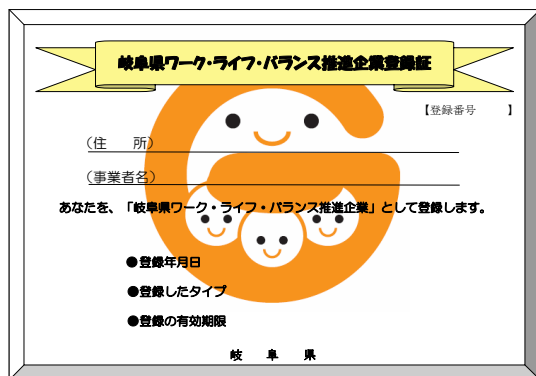 岐阜県ワーク・ライフ・バランス推進企業登録証
【登録番号　　】
（住　所）
（事業者名）
あなたを、「岐阜県ワーク・ライフ・バランス推進企業」として登録します。
●登録年月日
●登録したタイプ
●登録の有効期限
岐　阜　県